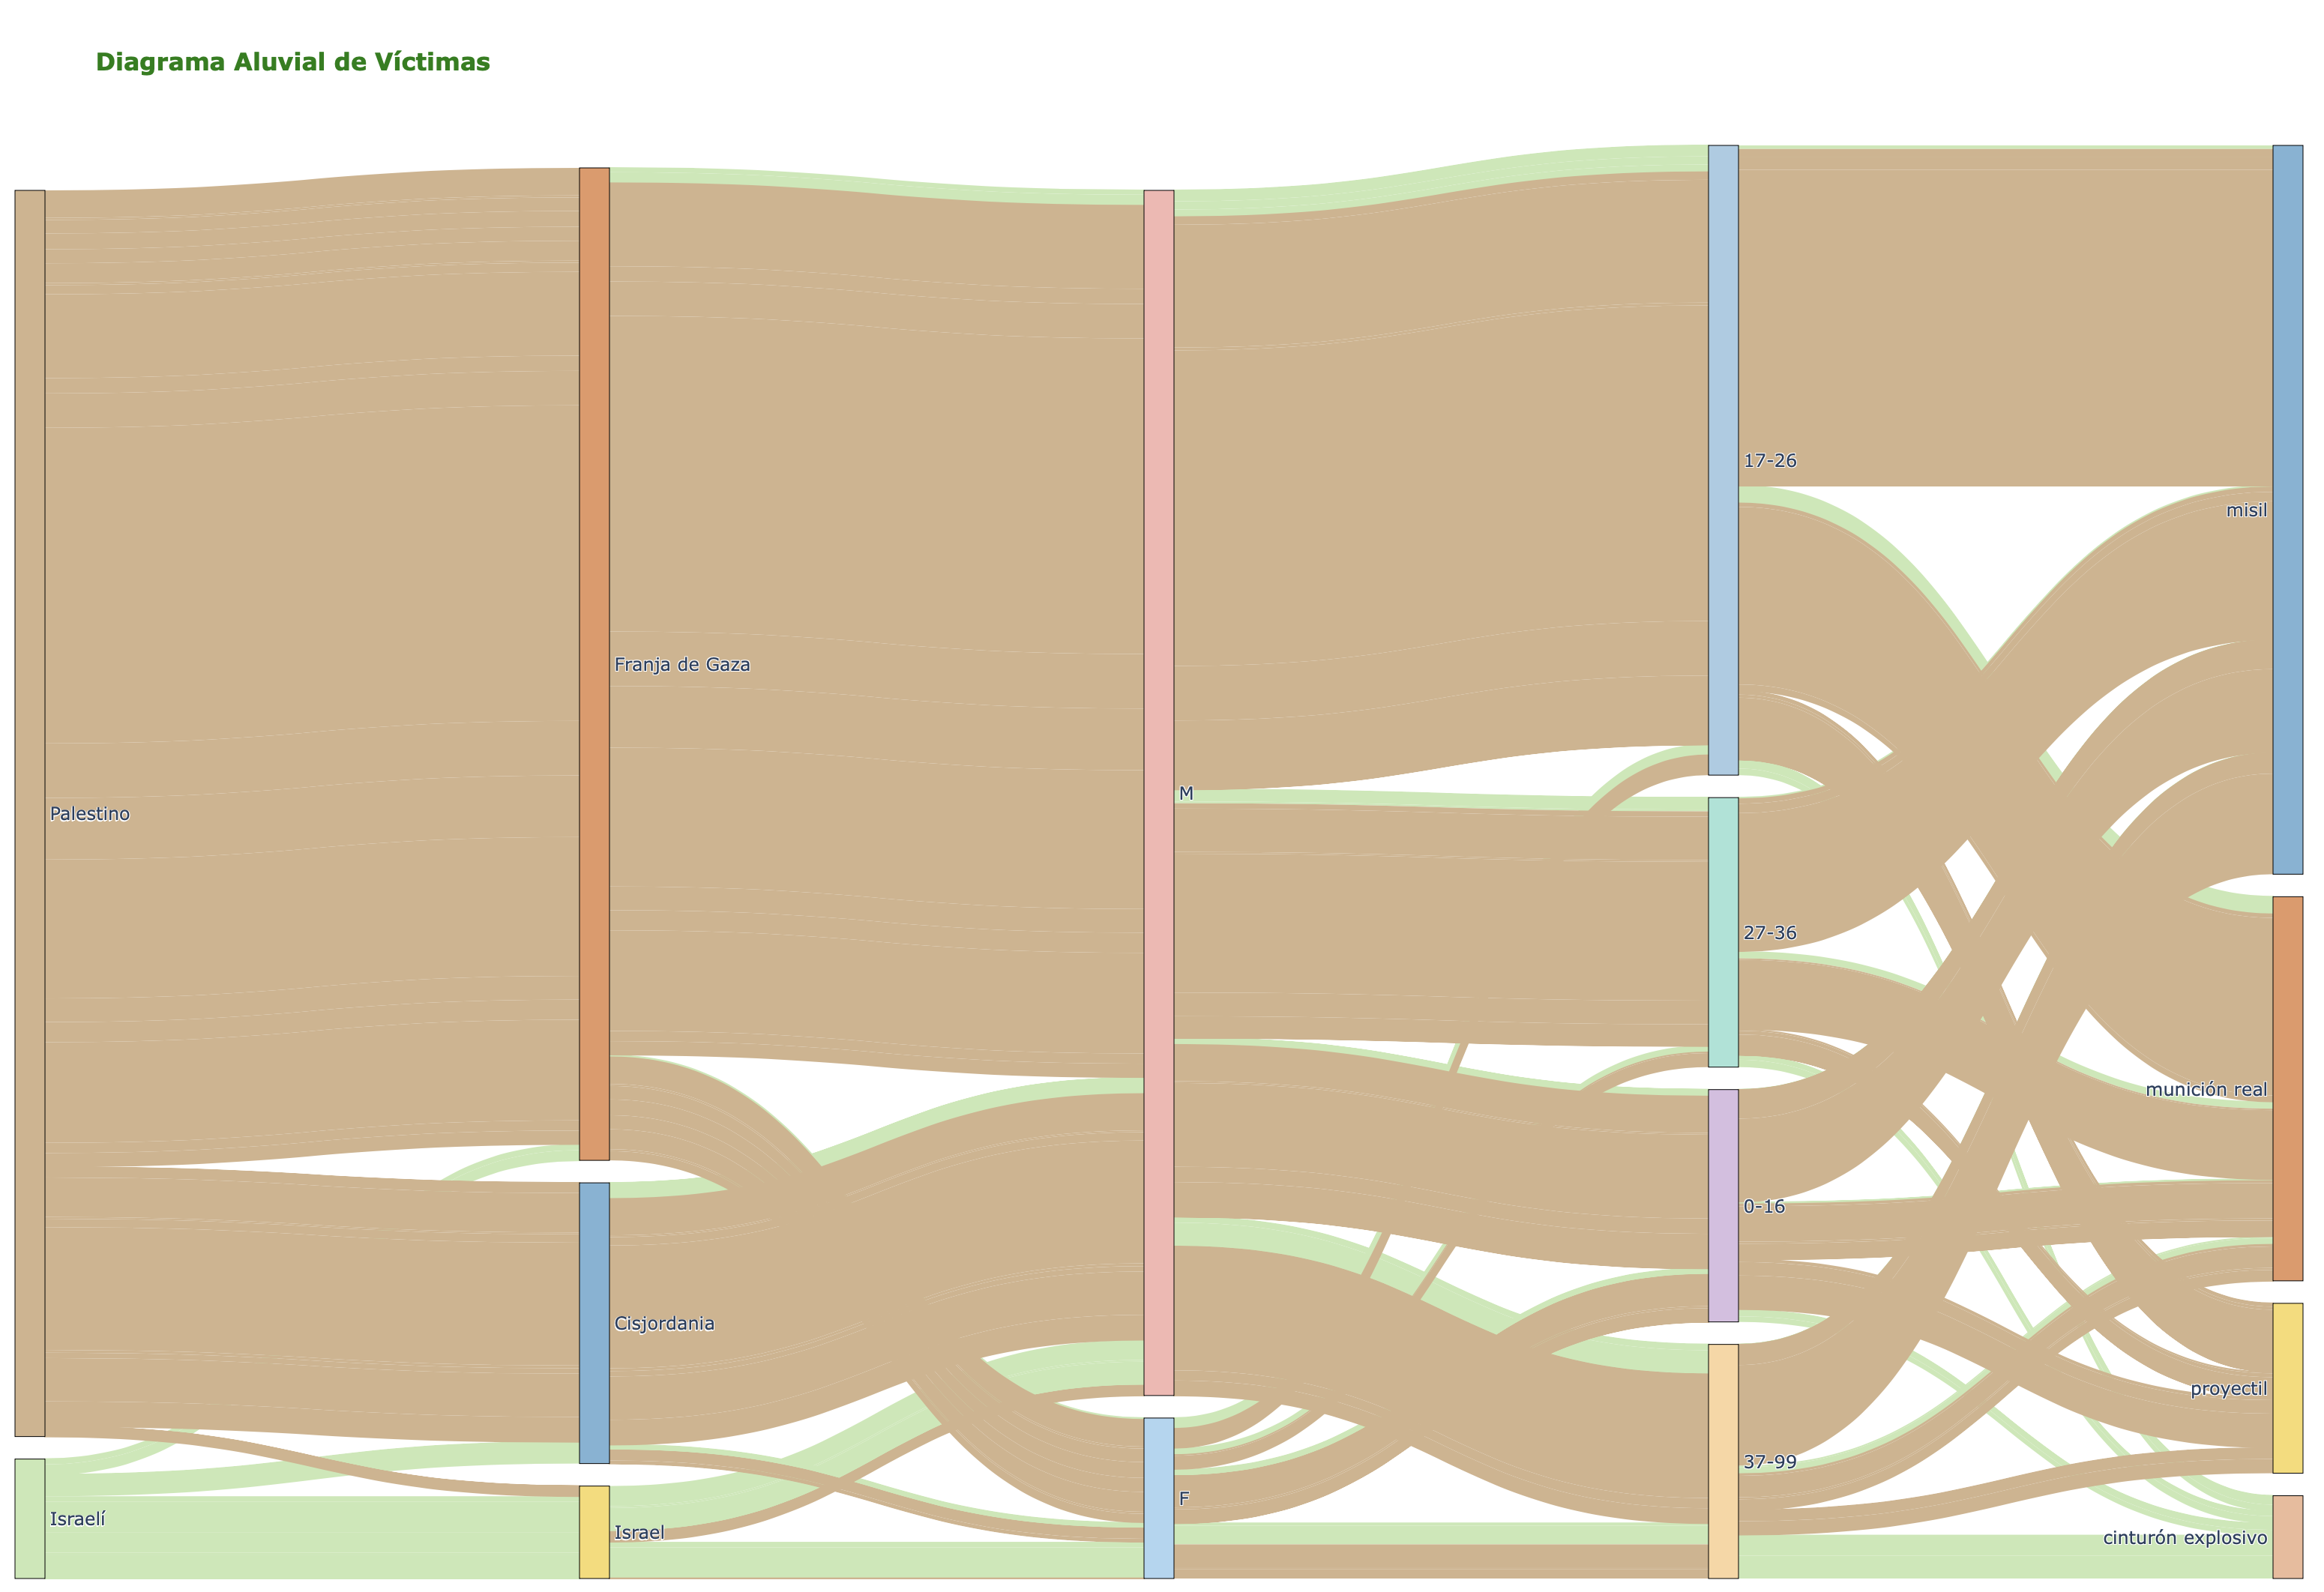 Diagrama Aluvial de Víctimas
Palestino
Israelí
Franja de Gaza
Cisjordania
Israel
M
F
17-26
27-36
0-16
37-99
misil
munición real
proyectil
cinturón explosivo